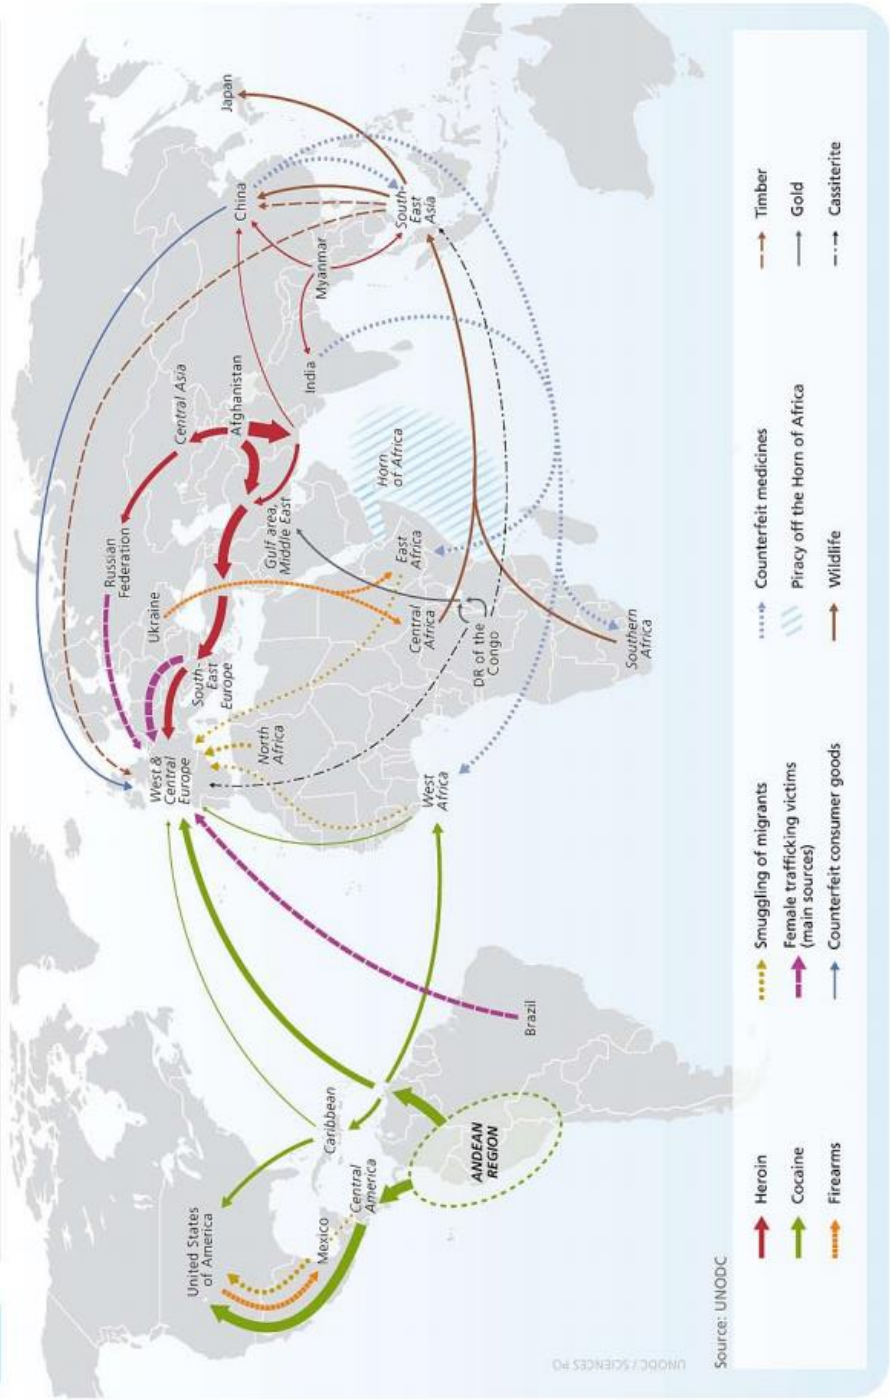 United States
of America
Mexico
Central
America
Caribbean
ANDEAN
REGION
Brazil
West &
Central
Europe
South-
East
Europe
Ukraine
Russian
Federation
Central Asia
Afghanistan
Gulf area,
Middle East
North
Africa
West
Africa
Central
Africa
East
Africa
DR of the
Congo
Southern
Africa
Horn
of Africa
India
Myanmar
China
South-
East
Asia
Japan
UNODC / SCIENCES PO
Source: UNODC
Heroin
Cocaine
Firearms
Smuggling of migrants
Female trafficking victims
(main sources)
Counterfeit consumer goods
Counterfeit medicines
Piracy off the Horn of Africa
Wildlife
Timber
Gold
Cassiterite